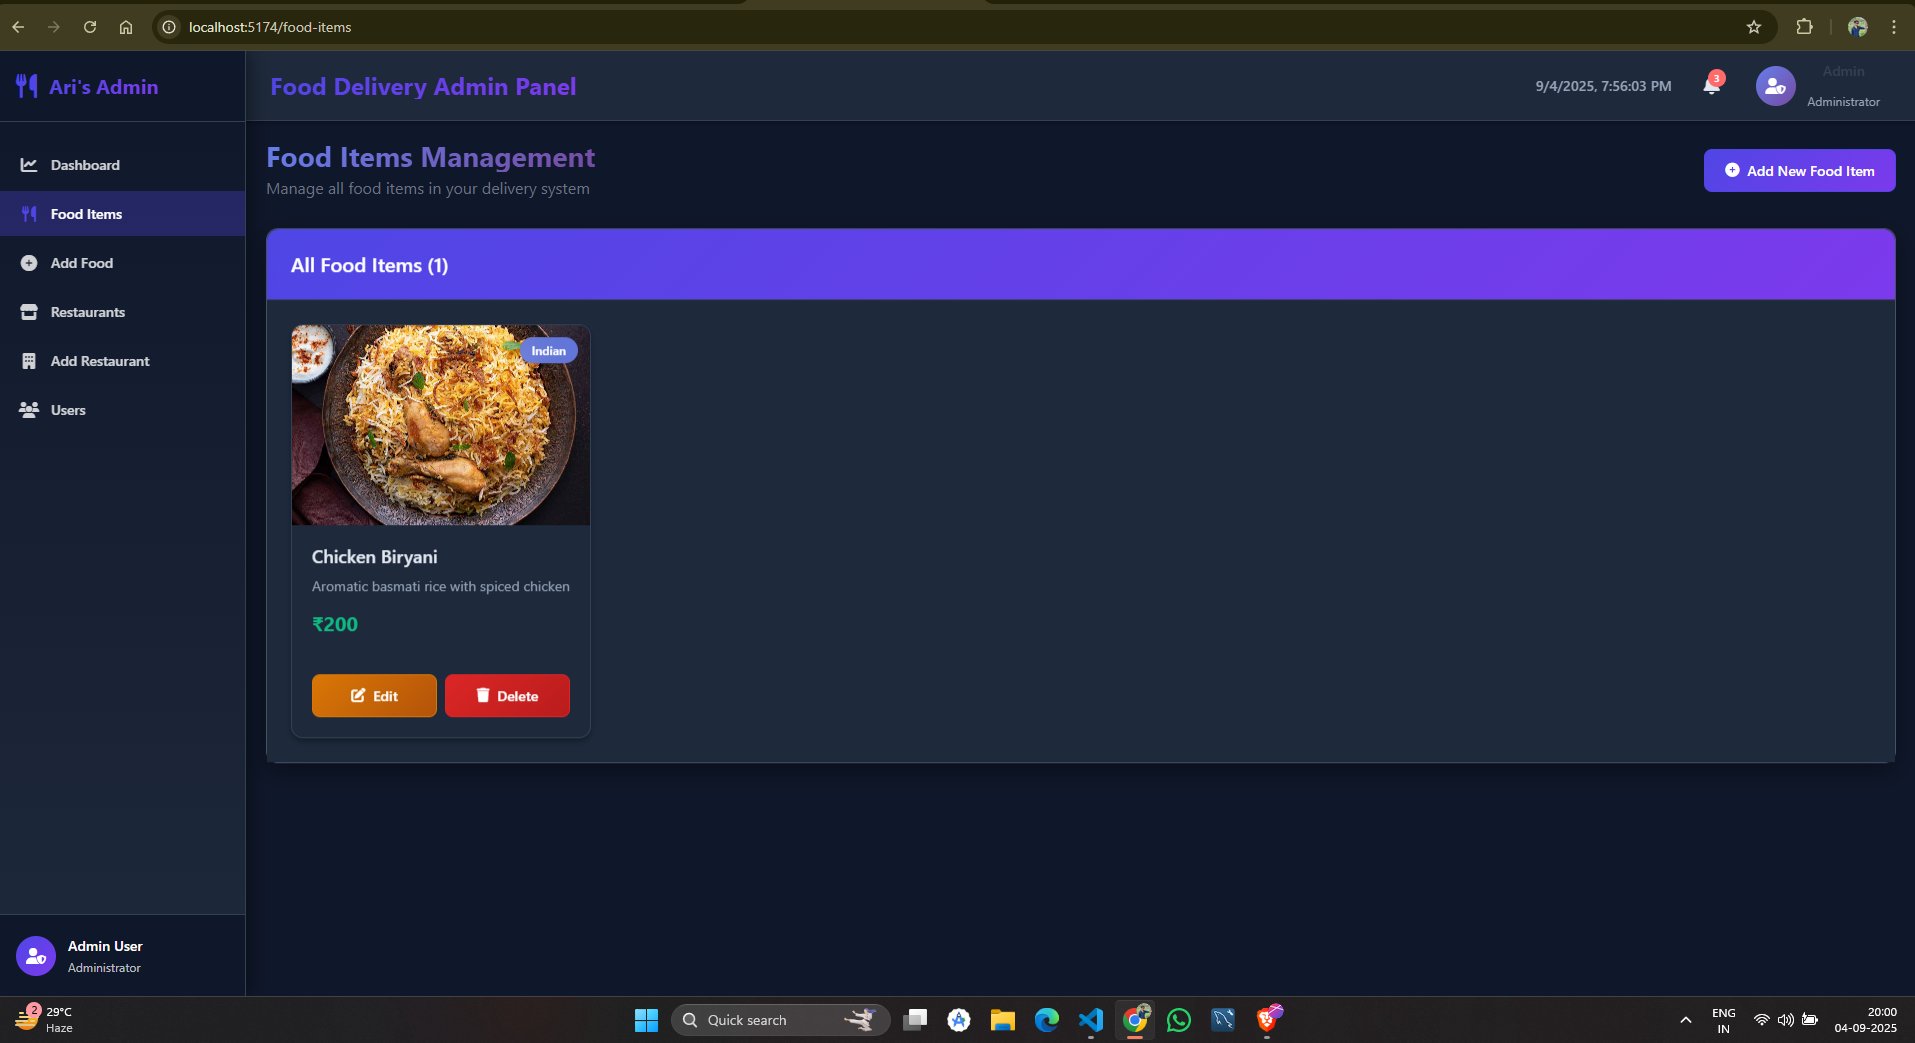 localhost:5174/food-items
Ari's Admin
Food Delivery Admin Panel
9/4/2025, 7:56:03 PM
3
Admin
Administrator
Dashboard
Food Items
Add Food
Restaurants
Add Restaurant
Users
Food Items Management
Manage all food items in your delivery system
Add New Food Item
All Food Items (1)
Indian
Chicken Biryani
Aromatic basmati rice with spiced chicken
₹200
Edit
Delete
Admin User
Administrator
2
29°C
Haze
Quick search
ENG
IN
20:00
04-09-2025